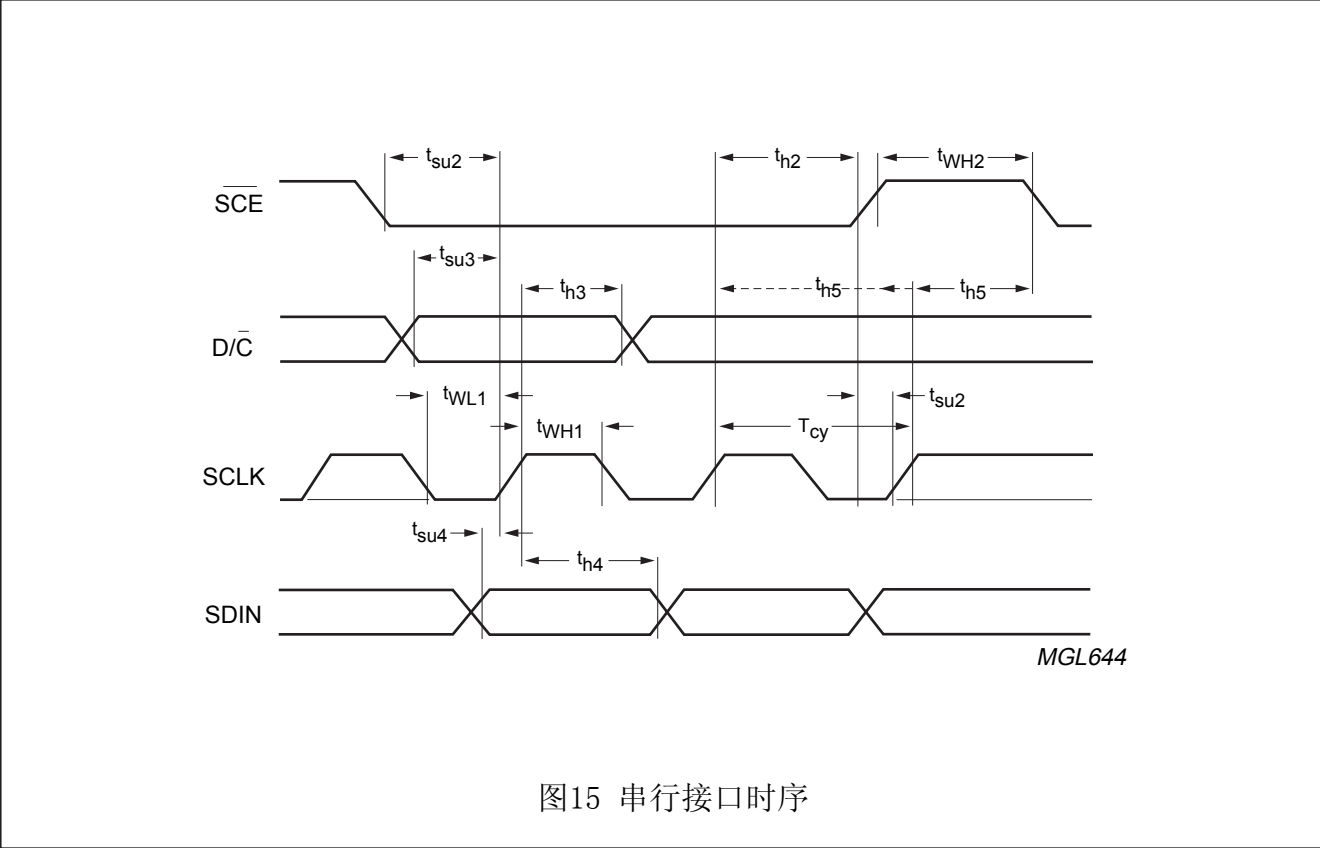 tsu2
th2
tWH2
S̅C̅E̅
tsu3
th3
th5
th5
D/C̅
tWL1
tsu2
tWH1
Tcy
SCLK
tsu4
th4
SDIN
MGL644
图15 串行接口时序